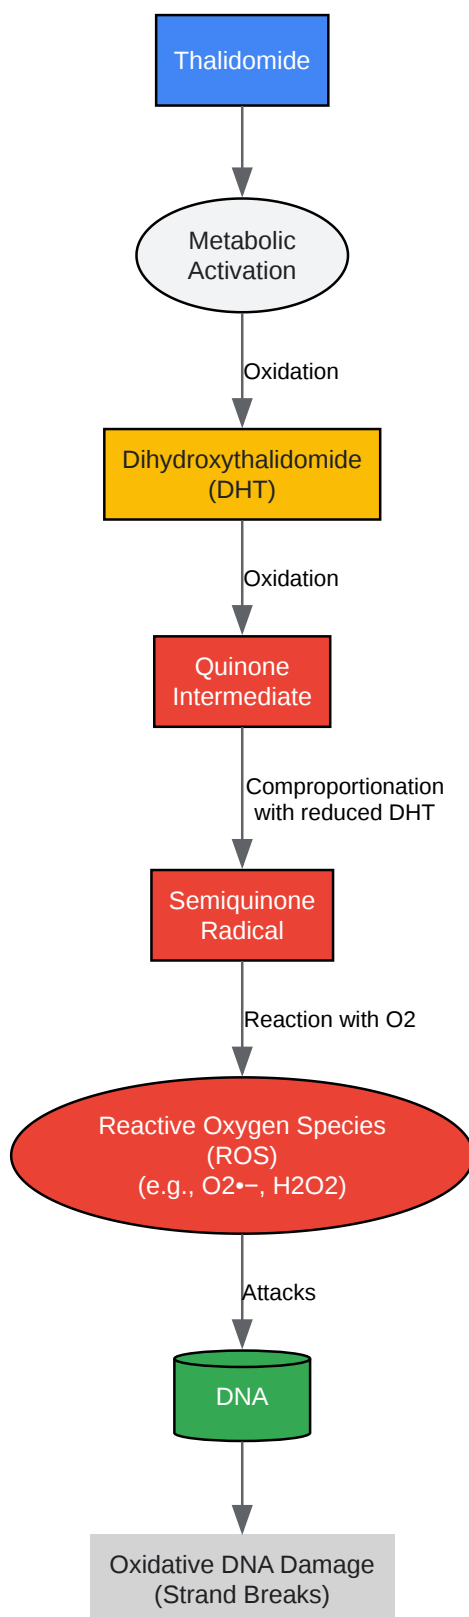 Thalidomide
Metabolic
Activation
Oxidation
Dihydroxythalidomide
(DHT)
Oxidation
Quinone
Intermediate
Comproportionation
with reduced DHT
Semiquinone
Radical
Reaction with O2
Reactive Oxygen Species
(ROS)
(e.g., O2•−, H2O2)
Attacks
DNA
Oxidative DNA Damage
(Strand Breaks)